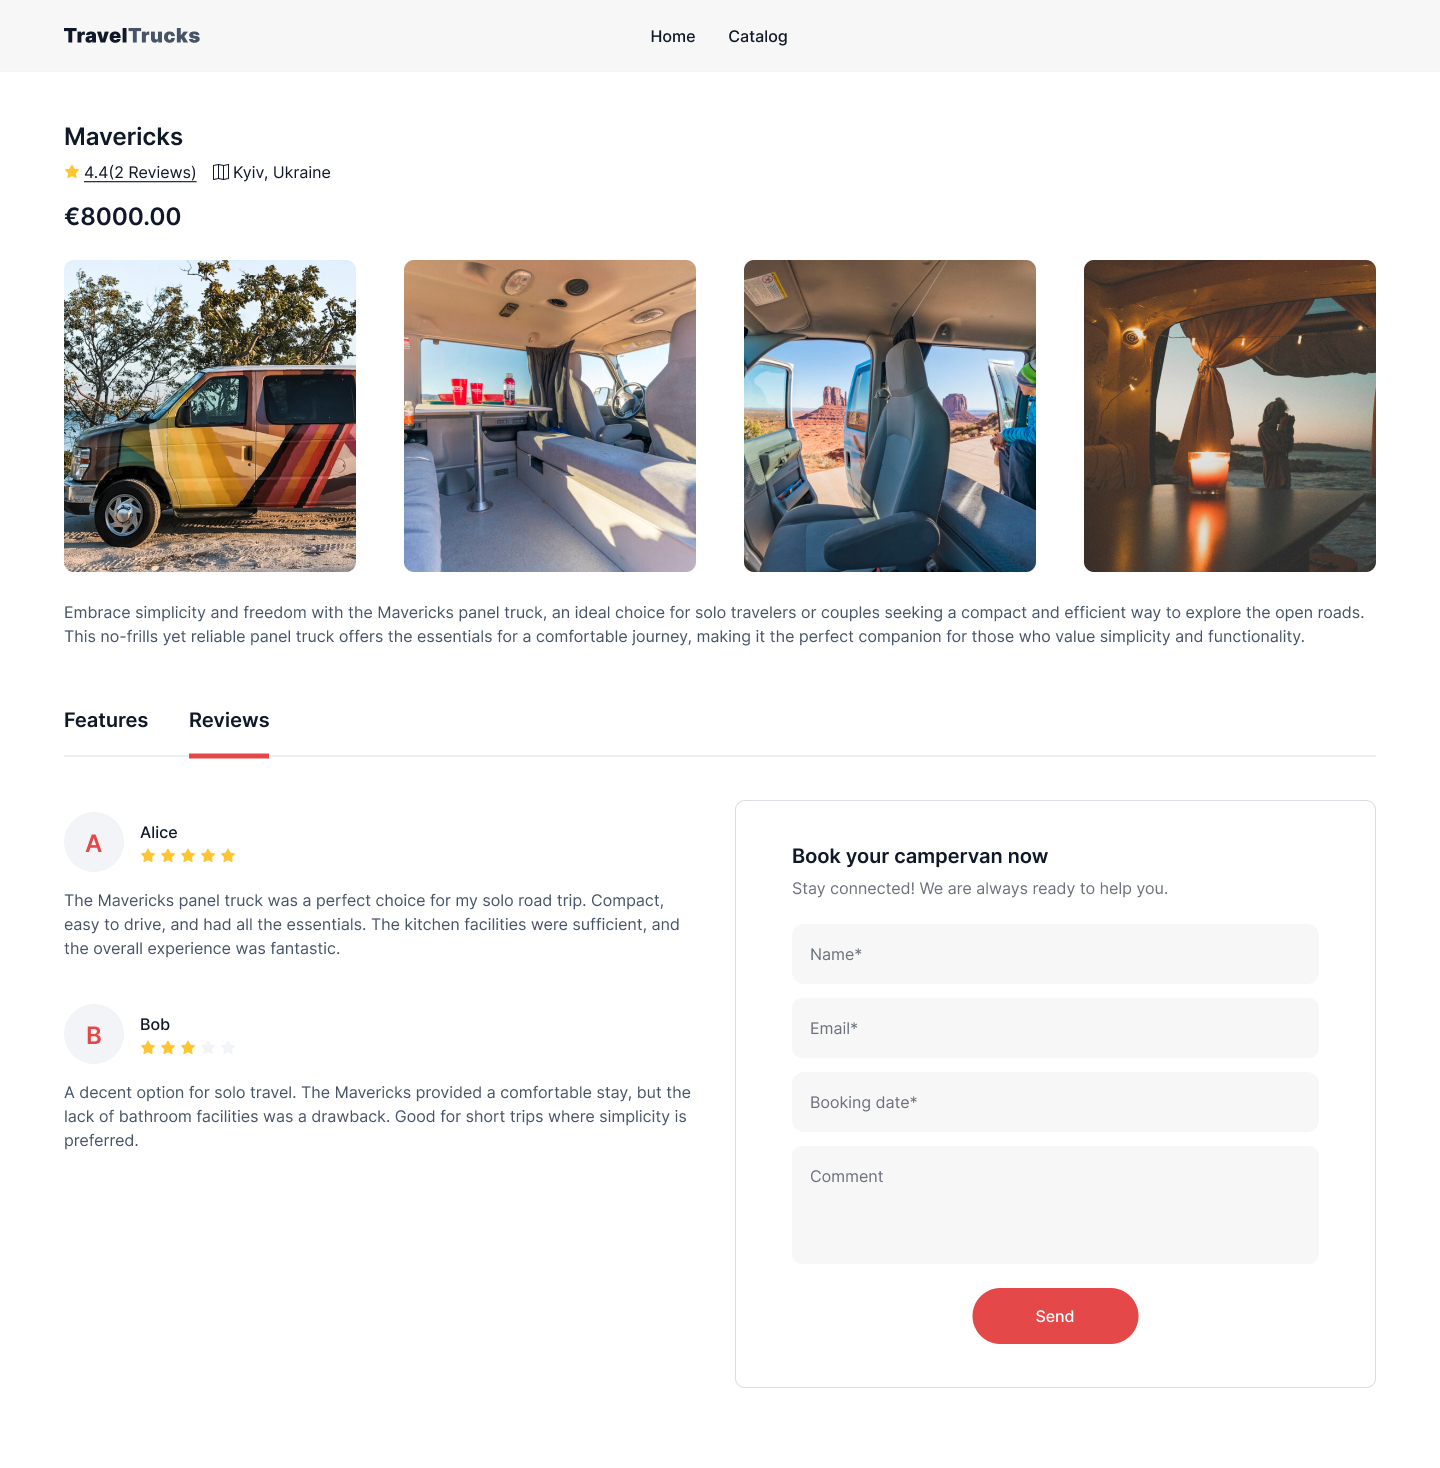 TravelTrucks
Home Catalog
Mavericks
4.4(2 Reviews) Kyiv, Ukraine
€8000.00
Embrace simplicity and freedom with the Mavericks panel truck, an ideal choice for solo travelers or couples seeking a compact and efficient way to explore the open roads.
This no-frills yet reliable panel truck offers the essentials for a comfortable journey, making it the perfect companion for those who value simplicity and functionality.
Features Reviews
A
Alice
The Mavericks panel truck was a perfect choice for my solo road trip. Compact,
easy to drive, and had all the essentials. The kitchen facilities were sufficient, and
the overall experience was fantastic.
B
Bob
A decent option for solo travel. The Mavericks provided a comfortable stay, but the
lack of bathroom facilities was a drawback. Good for short trips where simplicity is
preferred.
Book your campervan now
Stay connected! We are always ready to help you.
Name*
Email*
Booking date*
Comment
Send